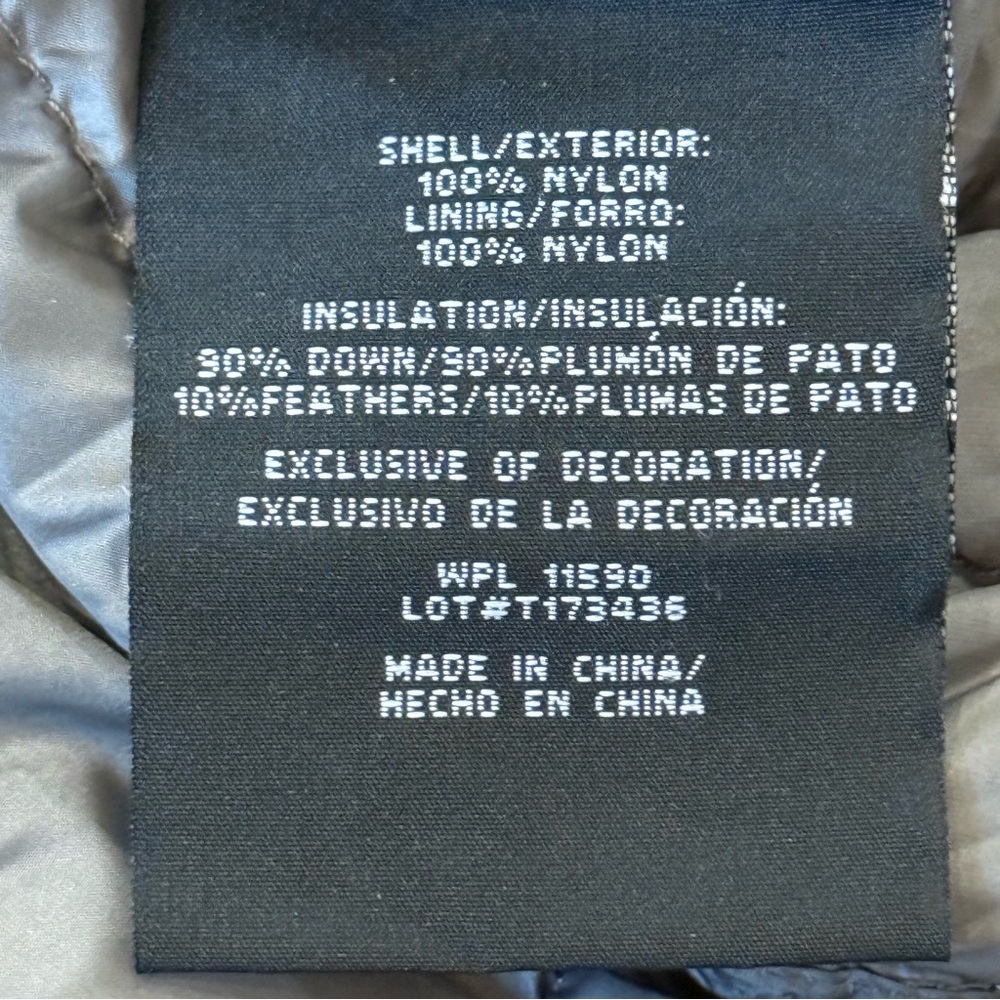 SHELL/EXTERIOR:
100% NYLON
LINING/FORRO:
100% NYLON
INSULATION/INSULACIÓN:
90% DOWN/90%PLUMÓN DE PATO
10%FEATHERS/10%PLUMAS DE PATO
EXCLUSIVE OF DECORATION/
EXCLUSIVO DE LA DECORACIÓN
WPL 11590
LOT#T173436
MADE IN CHINA/
HECHO EN CHINA